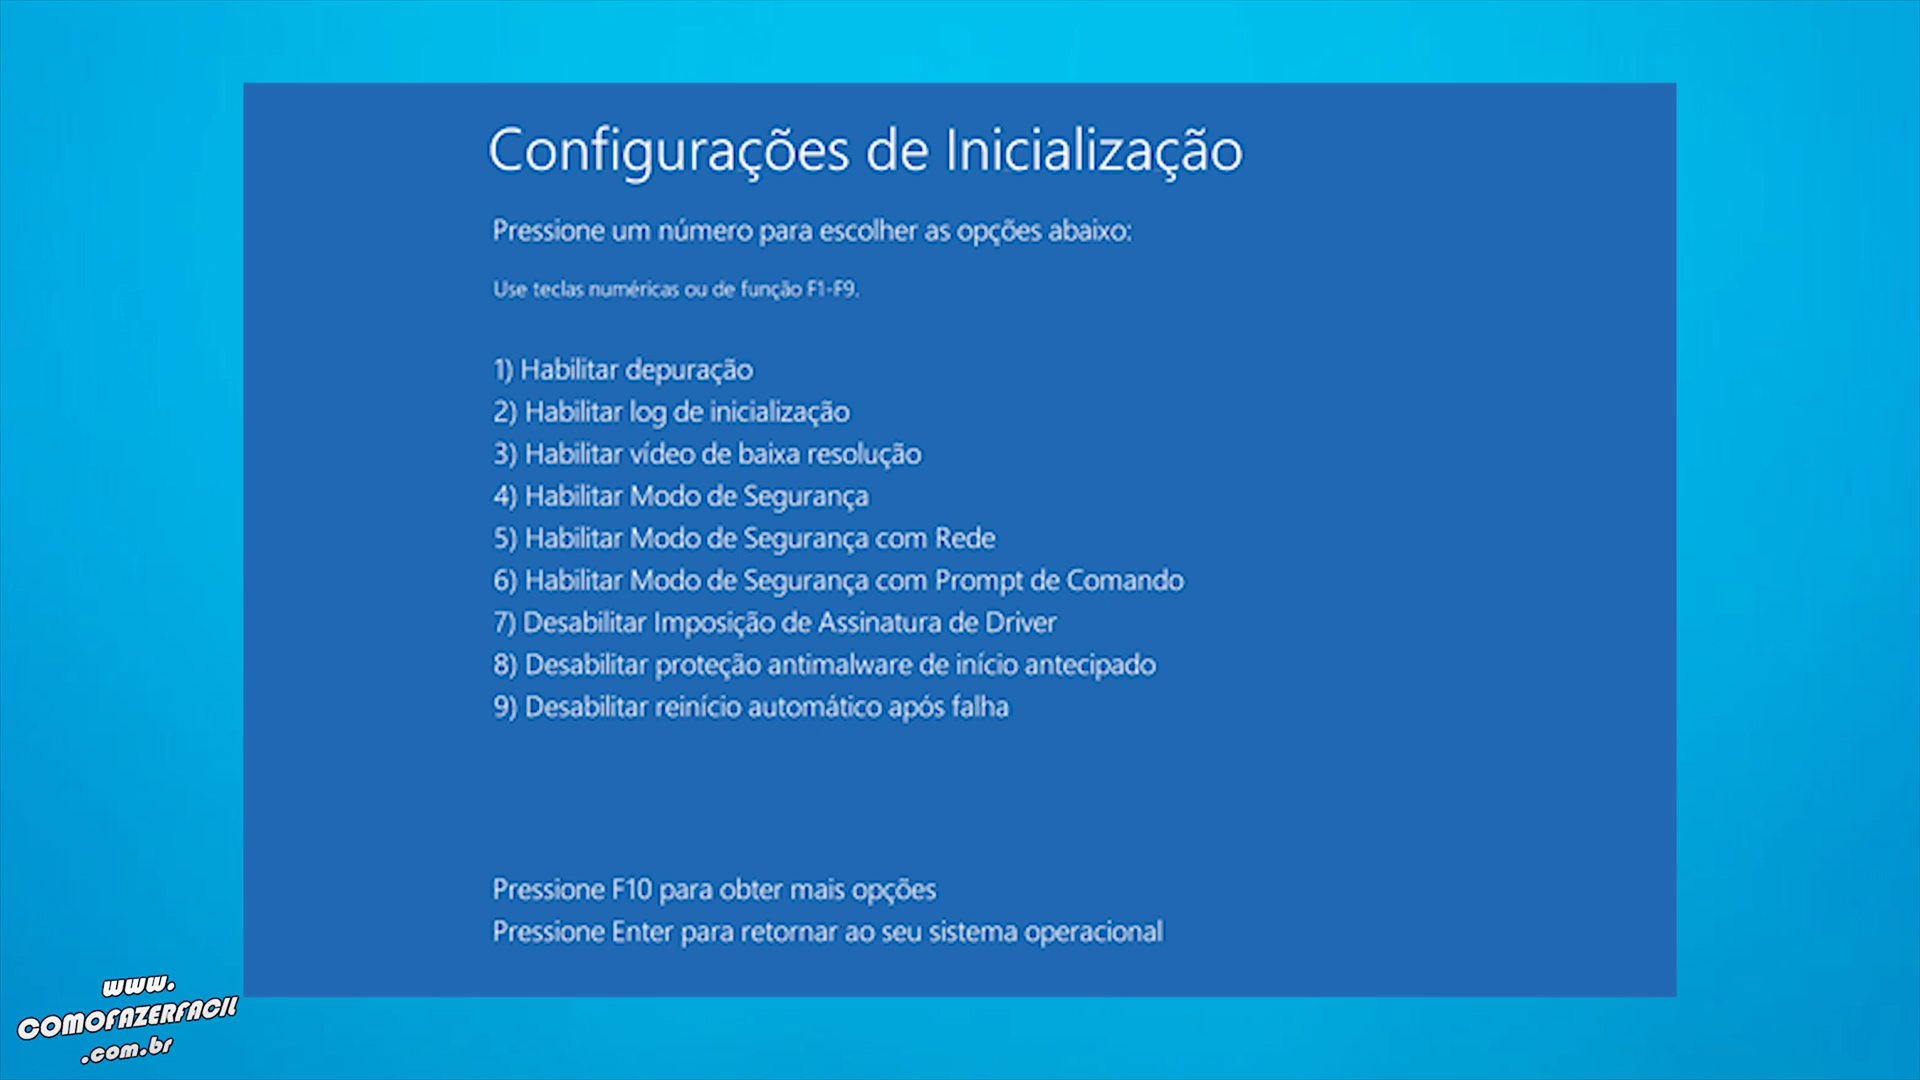 Configurações de Inicialização
Pressione um número para escolher as opções abaixo:
Use teclas numéricas ou de função F1-F9.
1) Habilitar depuração
2) Habilitar log de inicialização
3) Habilitar vídeo de baixa resolução
4) Habilitar Modo de Segurança
5) Habilitar Modo de Segurança com Rede
6) Habilitar Modo de Segurança com Prompt de Comando
7) Desabilitar Imposição de Assinatura de Driver
8) Desabilitar proteção antimalware de início antecipado
9) Desabilitar reinício automático após falha
Pressione F10 para obter mais opções
Pressione Enter para retornar ao seu sistema operacional
www.
COMOFAZERFACIL
.com.br